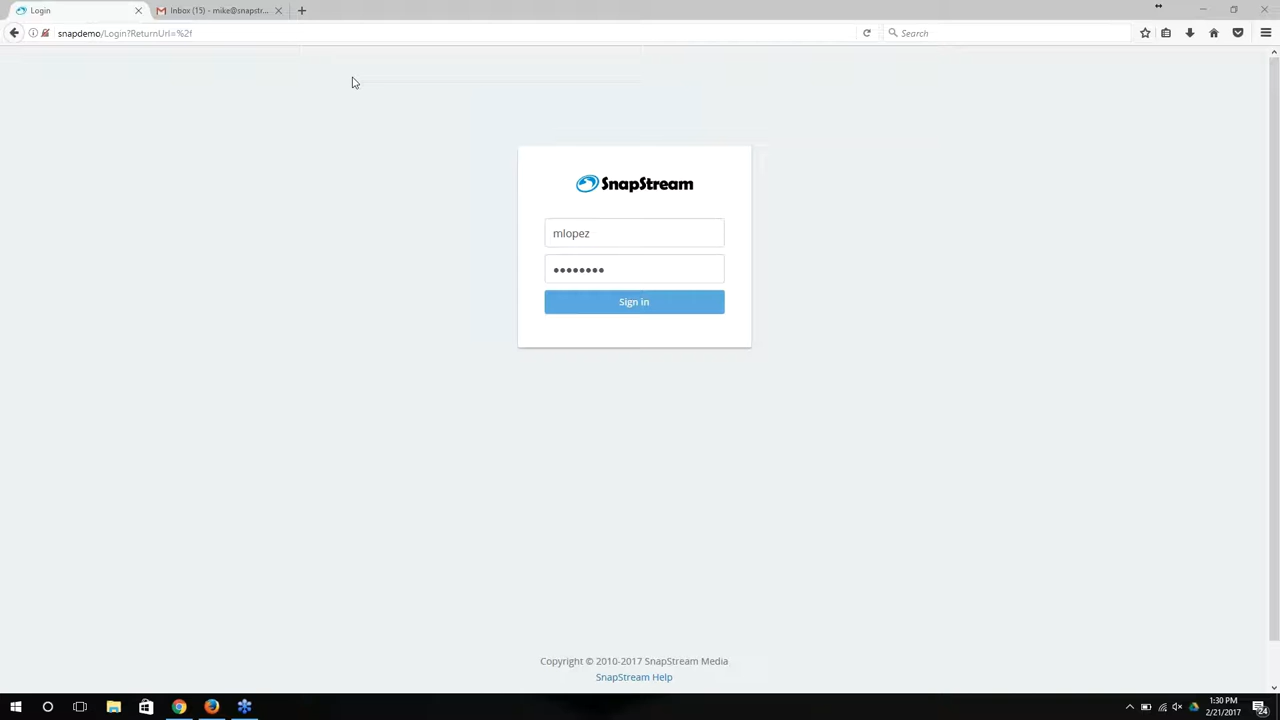 Login
Inbox (15) - mike@snapstr...
snapdemo/Login?ReturnUrl=%2f
Search
SnapStream
mlopez
Sign in
Copyright © 2010-2017 SnapStream Media
SnapStream Help
1:30 PM
2/21/2017
24